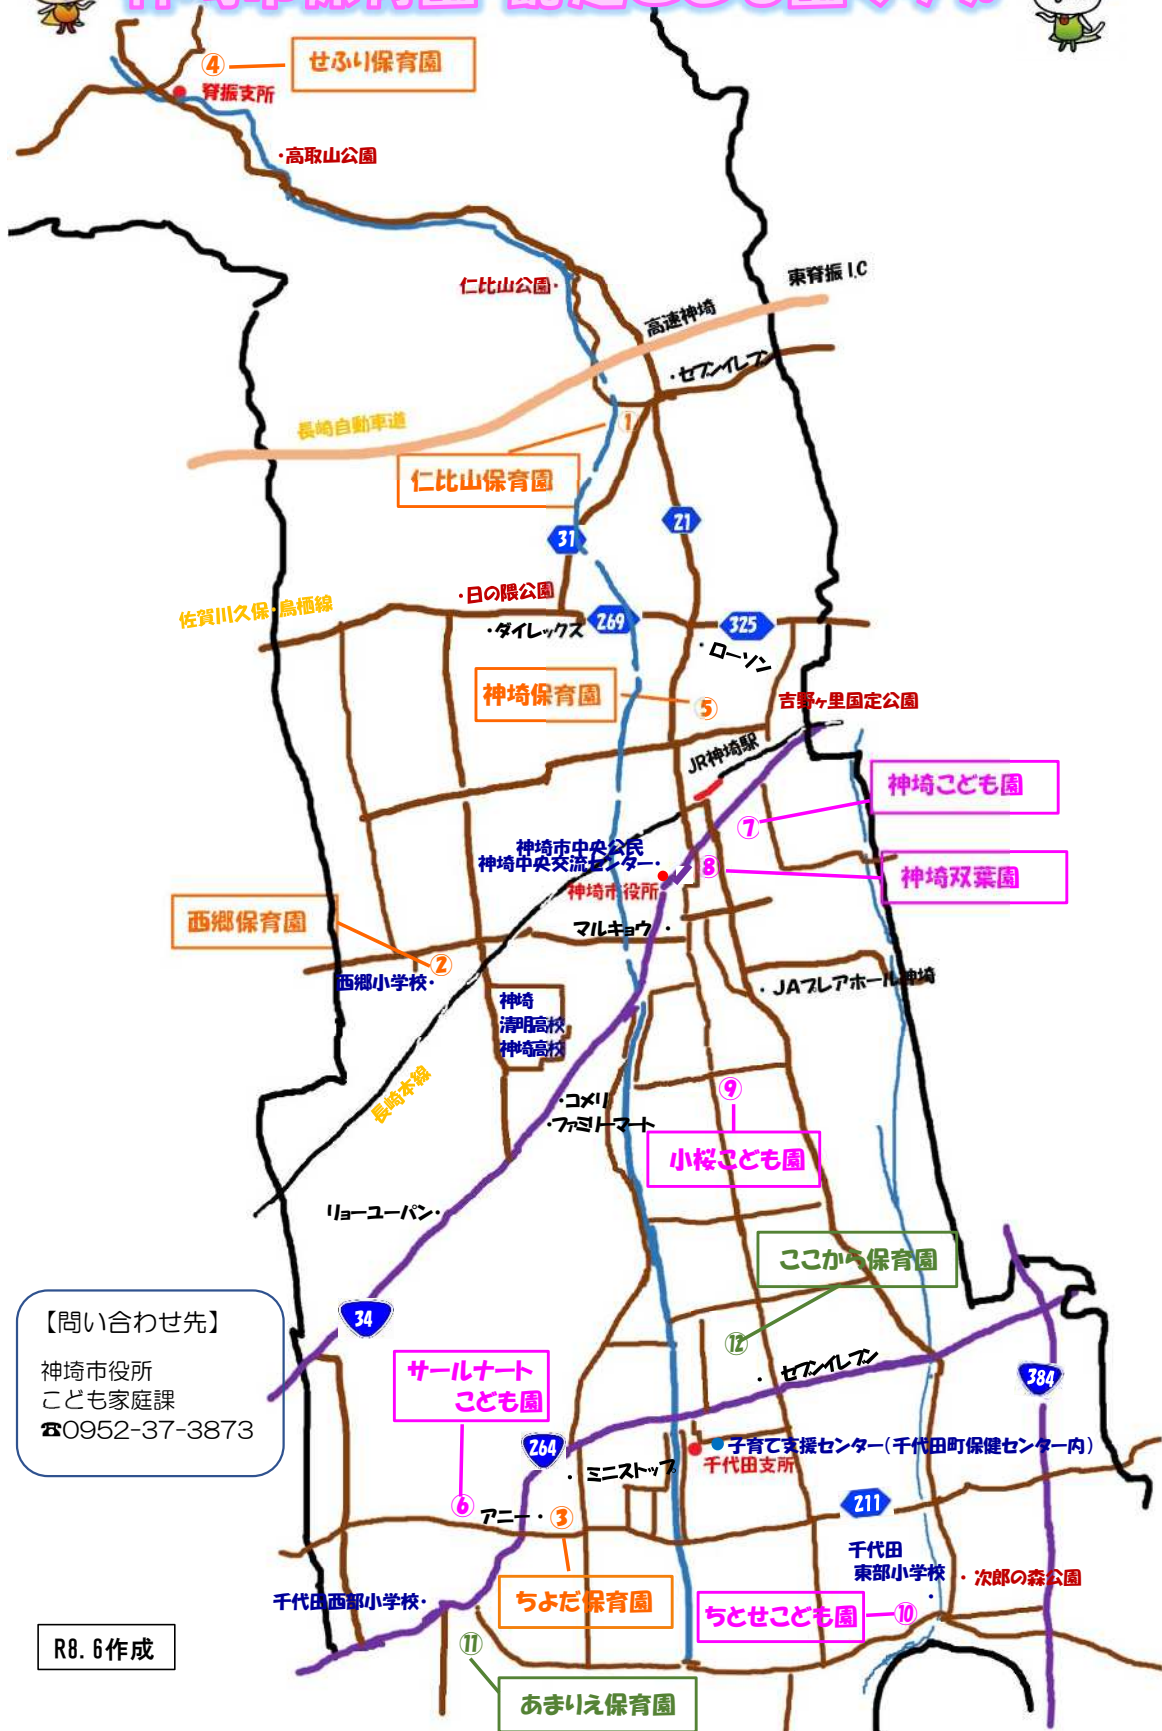 ④
せふり保育園
脊振支所
・高取山公園
仁比山公園・
東脊振 I.C
高速神埼
・セブンイレブン
長崎自動車道
①
仁比山保育園
31
21
・日の隈公園
佐賀川久保・鳥栖線
269
325
・ダイレックス
・ローソン
神埼保育園
⑤
吉野ヶ里国定公園
JR神埼駅
神埼こども園
⑦
神埼市中央公民
神埼中央交流センター・
⑧
神埼双葉園
神埼市役所
西郷保育園
マルキョウ・
②
西郷小学校・
・JAプレアホール神埼
神埼
清明高校
神埼高校
長崎本線
・コメリ
・ファミリーマート
⑨
小桜こども園
リョーユーパン・
ここから保育園
【問い合わせ先】
神埼市役所
こども家庭課
☎0952-37-3873
34
⑫
サールナート
こども園
・セブンイレブン
384
264
子育て支援センター(千代田町保健センター内)
千代田支所
・ミニストップ
⑥
アニー・
③
211
千代田
東部小学校
・次郎の森公園
千代田西部小学校・
ちよだ保育園
ちとせこども園
⑩
R8.6作成
⑪
あまりえ保育園